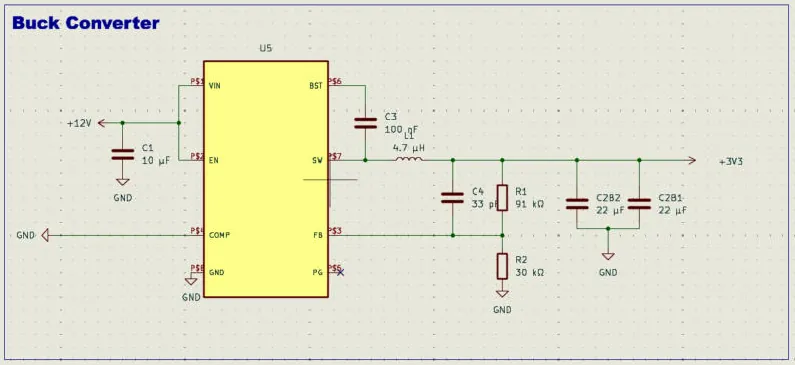 Buck Converter
U5
P$1
VIN
BST
P$6
+12V
C1
10 µF
GND
C3
100 nF
L1
4.7 µH
P$2
EN
SW
P$7
+3V3
C4
33 pF
R1
91 kΩ
C2B2
22 µF
C2B1
22 µF
GND
P$4
COMP
FB
P$3
GND
GND
PG
P$5
GND
R2
30 kΩ
GND
GND